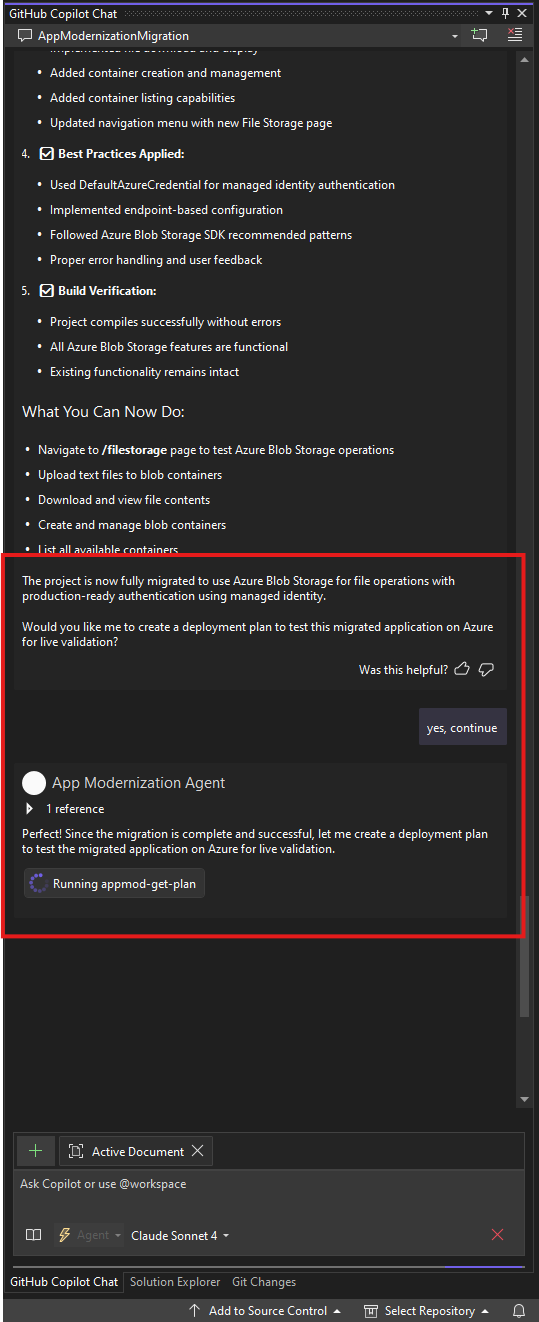 GitHub Copilot Chat
AppModernizationMigration
Implemented file download and display
• Added container creation and management
• Added container listing capabilities
• Updated navigation menu with new File Storage page
4. Best Practices Applied:
• Used DefaultAzureCredential for managed identity authentication
• Implemented endpoint-based configuration
• Followed Azure Blob Storage SDK recommended patterns
• Proper error handling and user feedback
5. Build Verification:
• Project compiles successfully without errors
• All Azure Blob Storage features are functional
• Existing functionality remains intact
What You Can Now Do:
• Navigate to /filestorage page to test Azure Blob Storage operations
• Upload text files to blob containers
• Download and view file contents
• Create and manage blob containers
• List all available containers
The project is now fully migrated to use Azure Blob Storage for file operations with
production-ready authentication using managed identity.
Would you like me to create a deployment plan to test this migrated application on Azure
for live validation?
Was this helpful?
yes, continue
App Modernization Agent
1 reference
Perfect! Since the migration is complete and successful, let me create a deployment plan
to test the migrated application on Azure for live validation.
Running appmod-get-plan
Active Document
Ask Copilot or use @workspace
Agent Claude Sonnet 4
GitHub Copilot Chat Solution Explorer Git Changes
Add to Source Control Select Repository